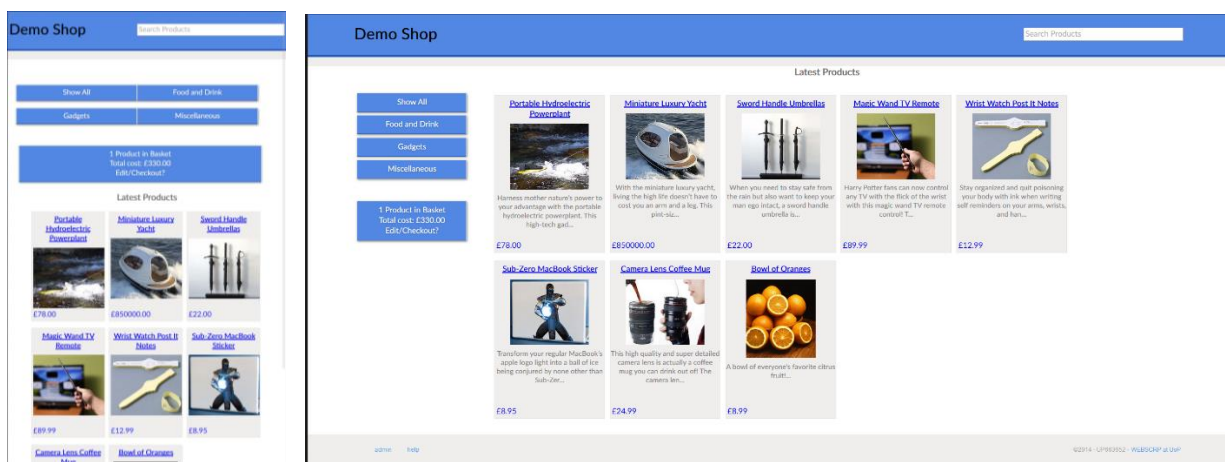 Demo Shop
Search Products
Show All
Food and Drink
Gadgets
Miscellaneous
1 Product in Basket
Total cost: £330.00
Edit/Checkout?
Latest Products
Portable
Hydroelectric
Powerplant
£78.00
Miniature Luxury
Yacht
£850000.00
Sword Handle
Umbrellas
£22.00
Magic Wand TV
Remote
£89.99
Wrist Watch Post It
Notes
£12.99
Sub-Zero MacBook
Sticker
£8.95
Camera Lens Coffee
Mug
Bowl of Oranges
Demo Shop
Search Products
Latest Products
Show All
Food and Drink
Gadgets
Miscellaneous
1 Product in Basket
Total cost: £330.00
Edit/Checkout?
Portable Hydroelectric
Powerplant
Harness mother nature's power to
your advantage with the portable
hydroelectric powerplant. This
high-tech gad...
£78.00
Miniature Luxury Yacht
With the miniature luxury yacht,
living the high life doesn't have to
cost you an arm and a leg. This
pint-siz...
£850000.00
Sword Handle Umbrellas
When you need to stay safe from
the rain but also want to keep your
man ego intact, a sword handle
umbrella is...
£22.00
Magic Wand TV Remote
Harry Potter fans can now control
any TV with the flick of the wrist
with this magic wand TV remote
control! T...
£89.99
Wrist Watch Post It Notes
Stay organized and quit poisoning
your body with ink when writing
self reminders on your arms, wrists,
and han...
£12.99
Sub-Zero MacBook Sticker
Transform your regular MacBook's
apple logo light into a ball of ice
being conjured by none other than
Sub-Zer...
£8.95
Camera Lens Coffee Mug
This high quality and super detailed
camera lens is actually a coffee
mug you can drink out of! The
camera len...
£24.99
Bowl of Oranges
A bowl of everyone's favorite citrus
fruit!...
£8.99
admin help
WEBSCRP at UoP